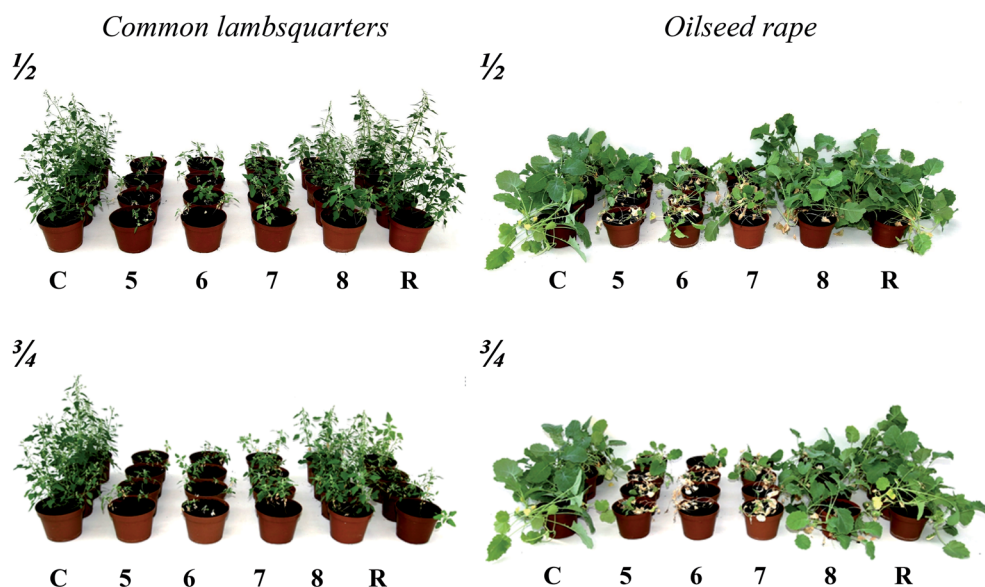 Common lambsquarters Oilseed rape
½ ½
C 5 6 7 8 R C 5 6 7 8 R
¾ ¾
C 5 6 7 8 R C 5 6 7 8 R